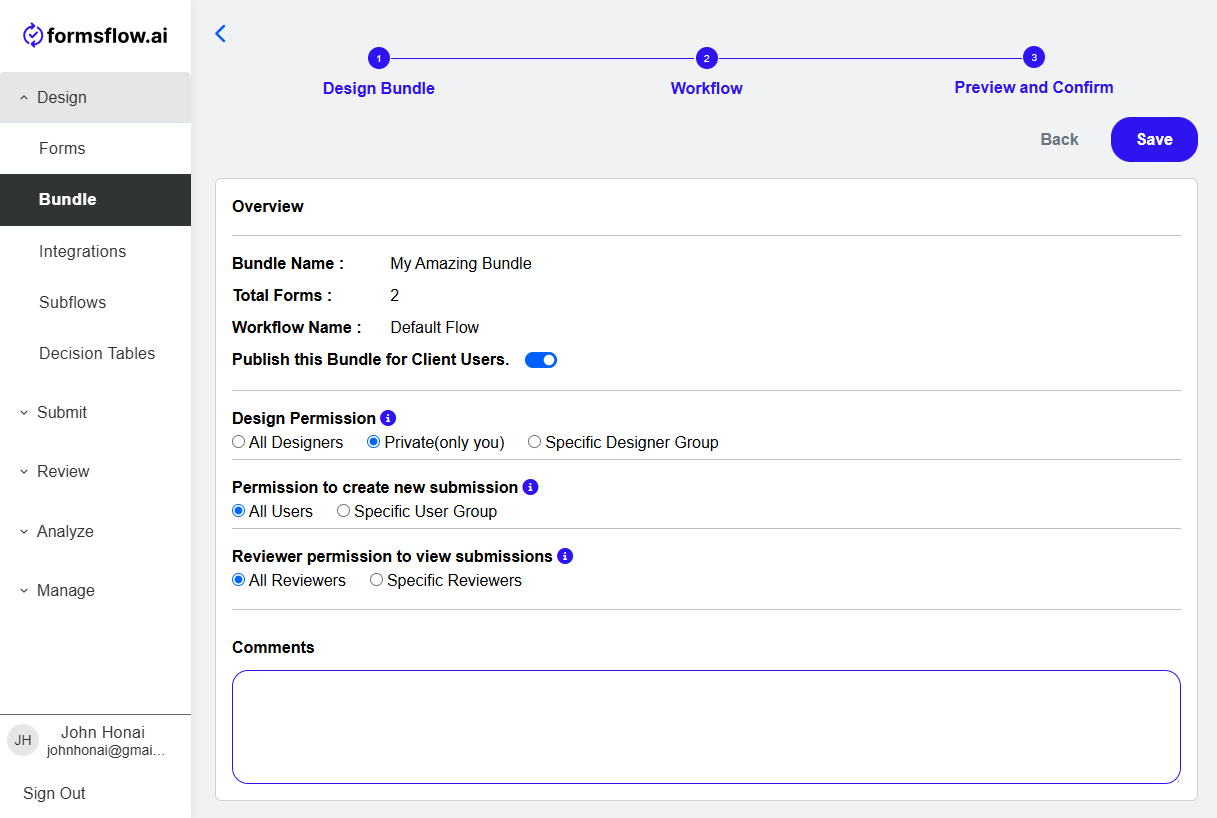 formsflow.ai
Design
Forms
Bundle
Integrations
Subflows
Decision Tables
Submit
Review
Analyze
Manage
JH
John Honai
johnhonai@gmai...
Sign Out
1
2
3
Design Bundle
Workflow
Preview and Confirm
Back
Save
Overview
Bundle Name : My Amazing Bundle
Total Forms : 2
Workflow Name : Default Flow
Publish this Bundle for Client Users.
Design Permission
All Designers Private(only you) Specific Designer Group
Permission to create new submission
All Users Specific User Group
Reviewer permission to view submissions
All Reviewers Specific Reviewers
Comments